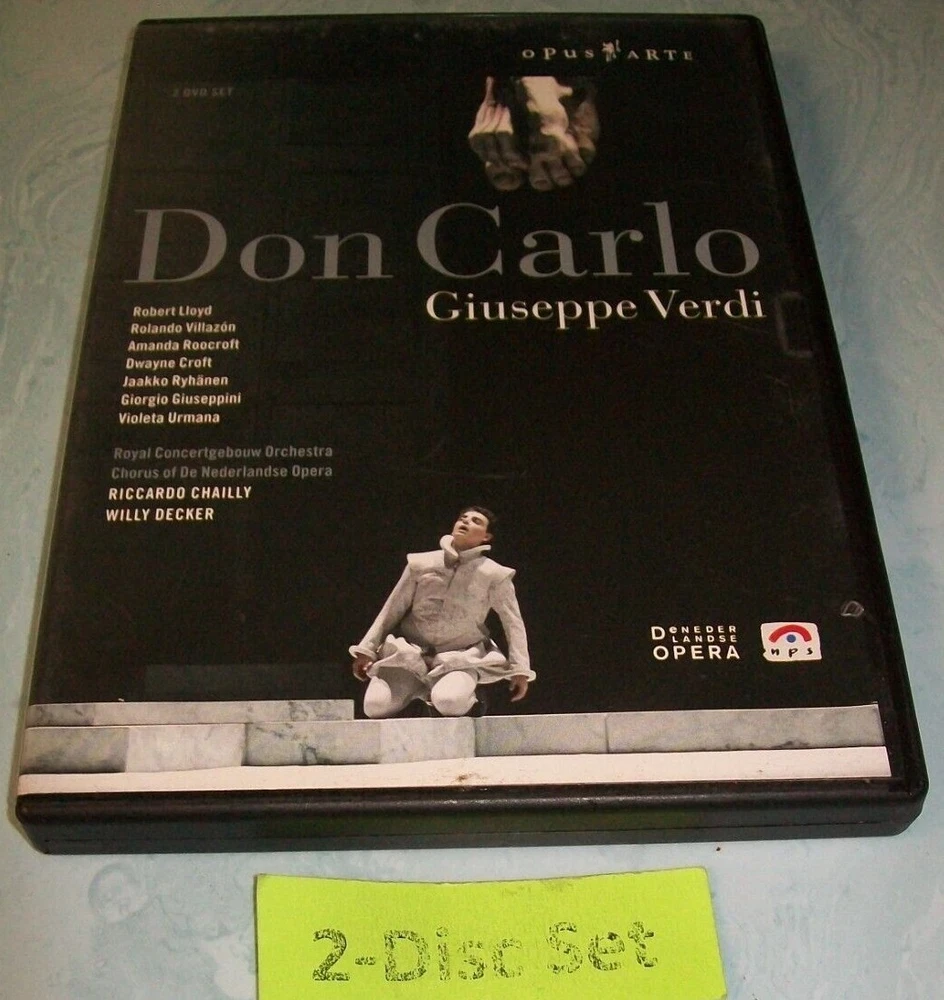 OPUS ARTE
2 DVD SET
Don Carlo
Giuseppe Verdi
Robert Lloyd
Rolando Villazón
Amanda Roocroft
Dwayne Croft
Jaakko Ryhänen
Giorgio Giuseppini
Violeta Urmana
Royal Concertgebouw Orchestra
Chorus of De Nederlandse Opera
RICCARDO CHAILLY
WILLY DECKER
DeNEDER
LANDSE
OPERA
nps
2-Disc Set